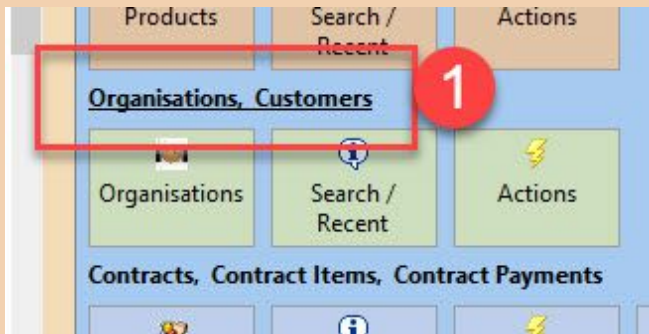 Products
Search /
Recent
Actions
Organisations, Customers
1
Organisations
Search /
Recent
Actions
Contracts, Contract Items, Contract Payments